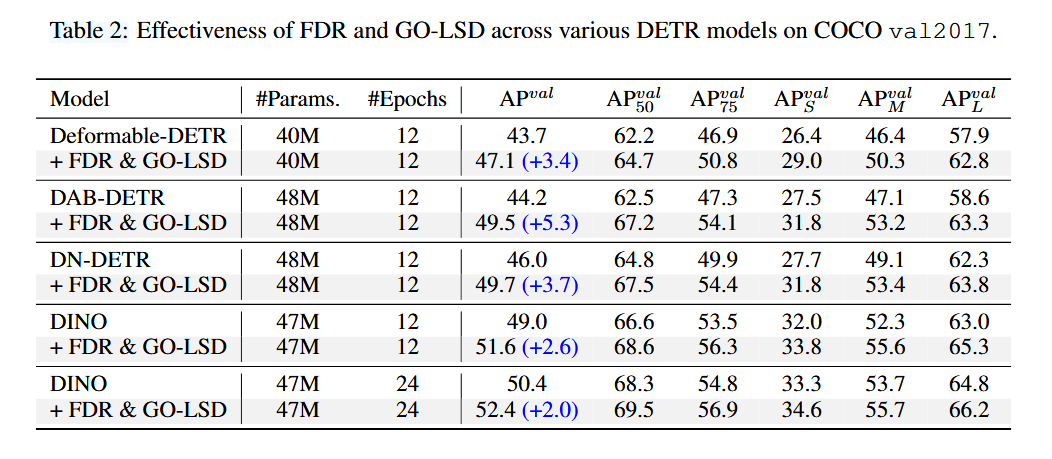 Table 2: Effectiveness of FDR and GO-LSD across various DETR models on COCO val2017.
Model #Params. #Epochs AP^val AP^val_50 AP^val_75 AP^val_S AP^val_M AP^val_L
Deformable-DETR 40M 12 43.7 62.2 46.9 26.4 46.4 57.9
+ FDR & GO-LSD 40M 12 47.1 (+3.4) 64.7 50.8 29.0 50.3 62.8
DAB-DETR 48M 12 44.2 62.5 47.3 27.5 47.1 58.6
+ FDR & GO-LSD 48M 12 49.5 (+5.3) 67.2 54.1 31.8 53.2 63.3
DN-DETR 48M 12 46.0 64.8 49.9 27.7 49.1 62.3
+ FDR & GO-LSD 48M 12 49.7 (+3.7) 67.5 54.4 31.8 53.4 63.8
DINO 47M 12 49.0 66.6 53.5 32.0 52.3 63.0
+ FDR & GO-LSD 47M 12 51.6 (+2.6) 68.6 56.3 33.8 55.6 65.3
DINO 47M 24 50.4 68.3 54.8 33.3 53.7 64.8
+ FDR & GO-LSD 47M 24 52.4 (+2.0) 69.5 56.9 34.6 55.7 66.2